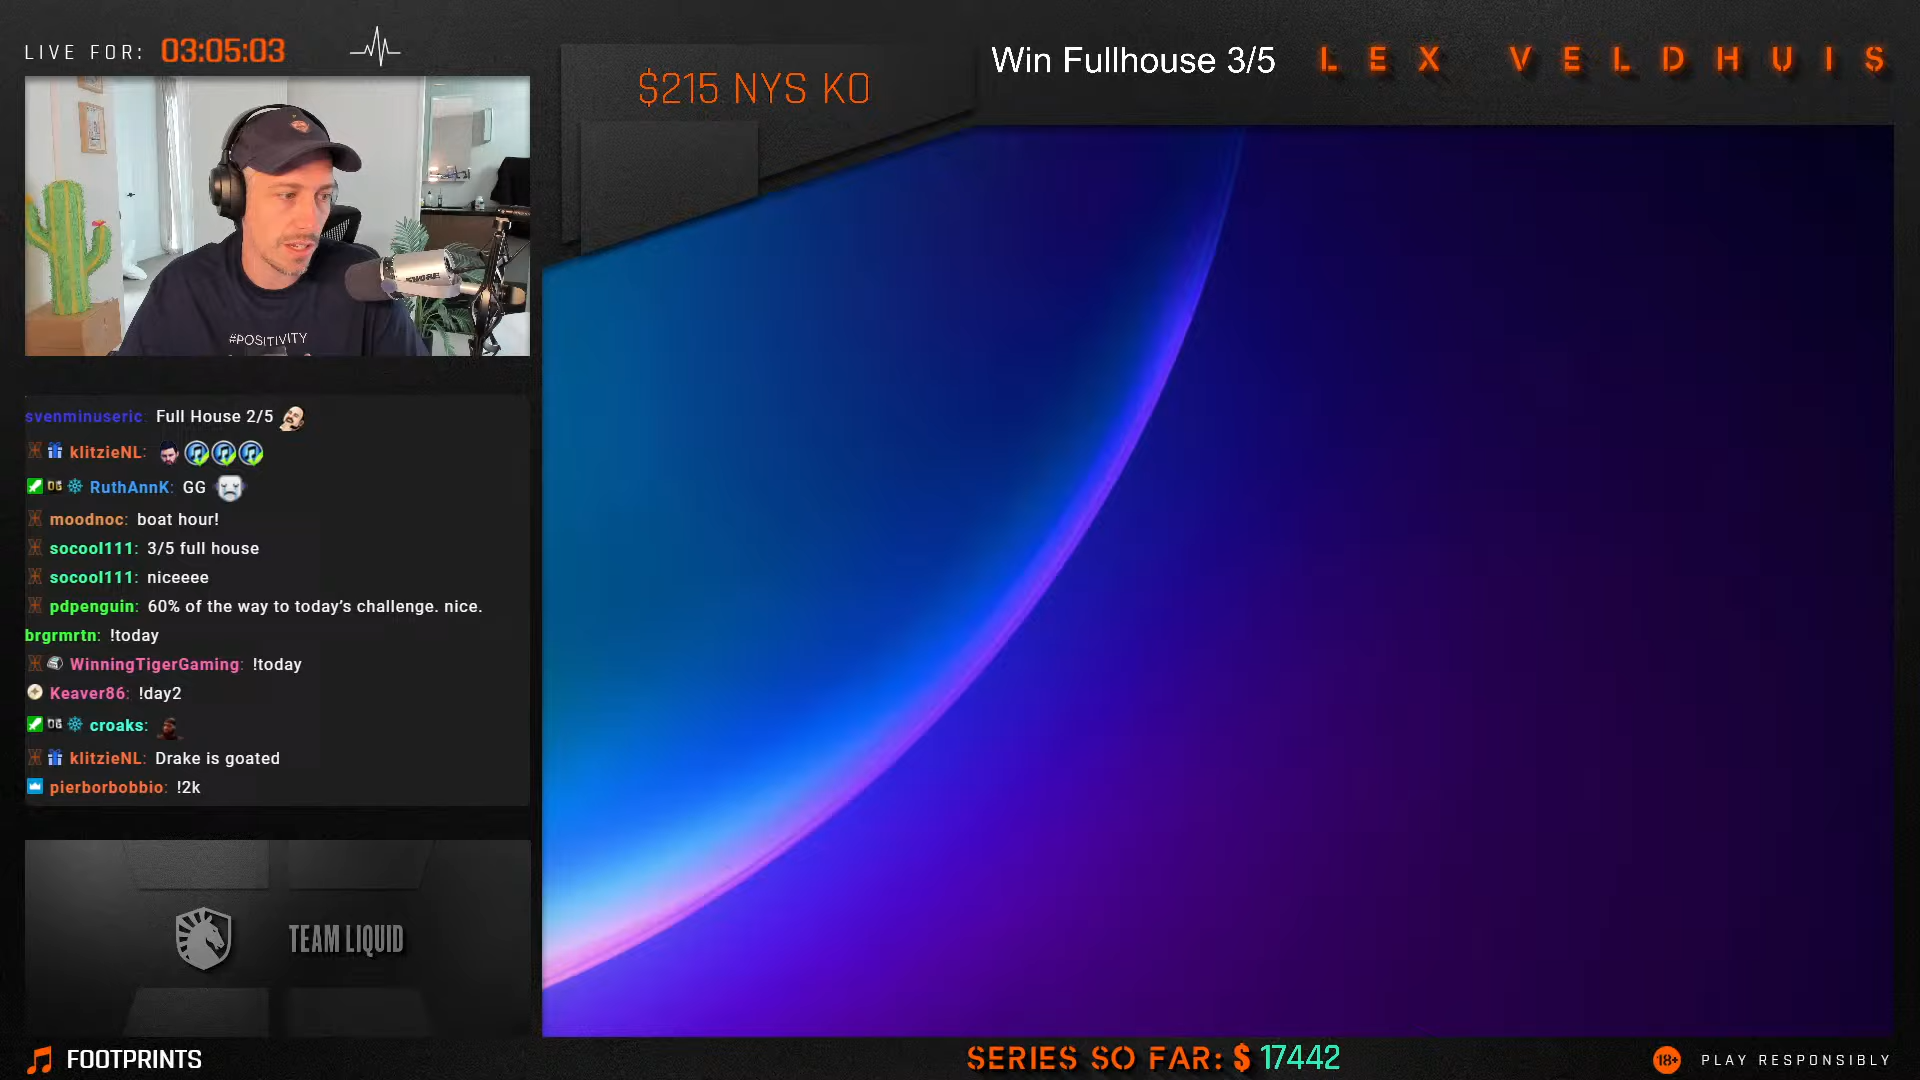 LIVE FOR: 03:05:03
$215 NYS KO
Win Fullhouse 3/5
LEX VELDHUIS
SHURE
#POSITIVITY
svenminuseric: Full House 2/5
klitzieNL:
RuthAnnK: GG
moodnoc: boat hour!
socool111: 3/5 full house
socool111: niceeee
pdpenguin: 60% of the way to today's challenge. nice.
brgrmrtn: !today
WinningTigerGaming: !today
Keaver86: !day2
croaks:
klitzieNL: Drake is goated
pierborbobbio: !2k
TEAM LIQUID
FOOTPRINTS
SERIES SO FAR: $ 17442
18+ PLAY RESPONSIBLY